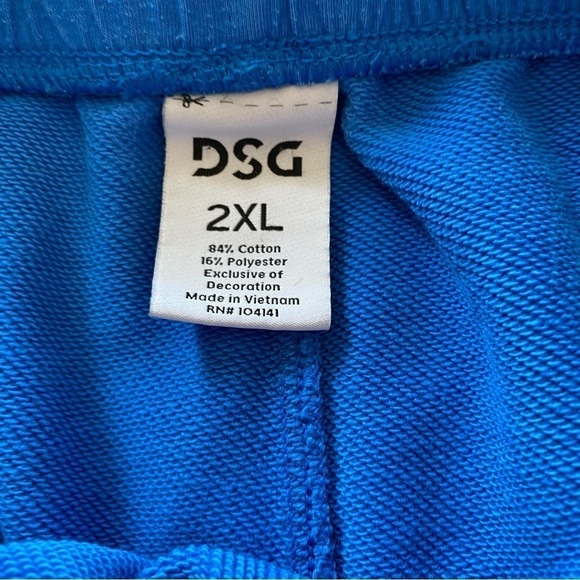 DSG
2XL
84% Cotton
16% Polyester
Exclusive of
Decoration
Made in Vietnam
RN# 104141